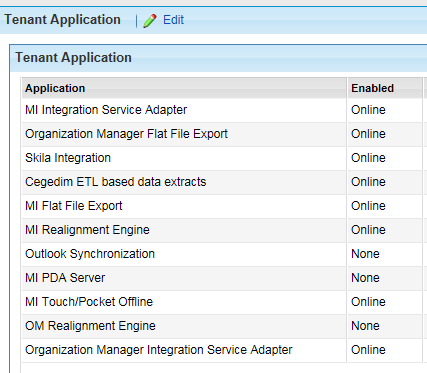 Tenant Application | Edit
Tenant Application
Application Enabled
MI Integration Service Adapter Online
Organization Manager Flat File Export Online
Skila Integration Online
Cegedim ETL based data extracts Online
MI Flat File Export Online
MI Realignment Engine Online
Outlook Synchronization None
MI PDA Server None
MI Touch/Pocket Offline Online
OM Realignment Engine None
Organization Manager Integration Service Adapter Online